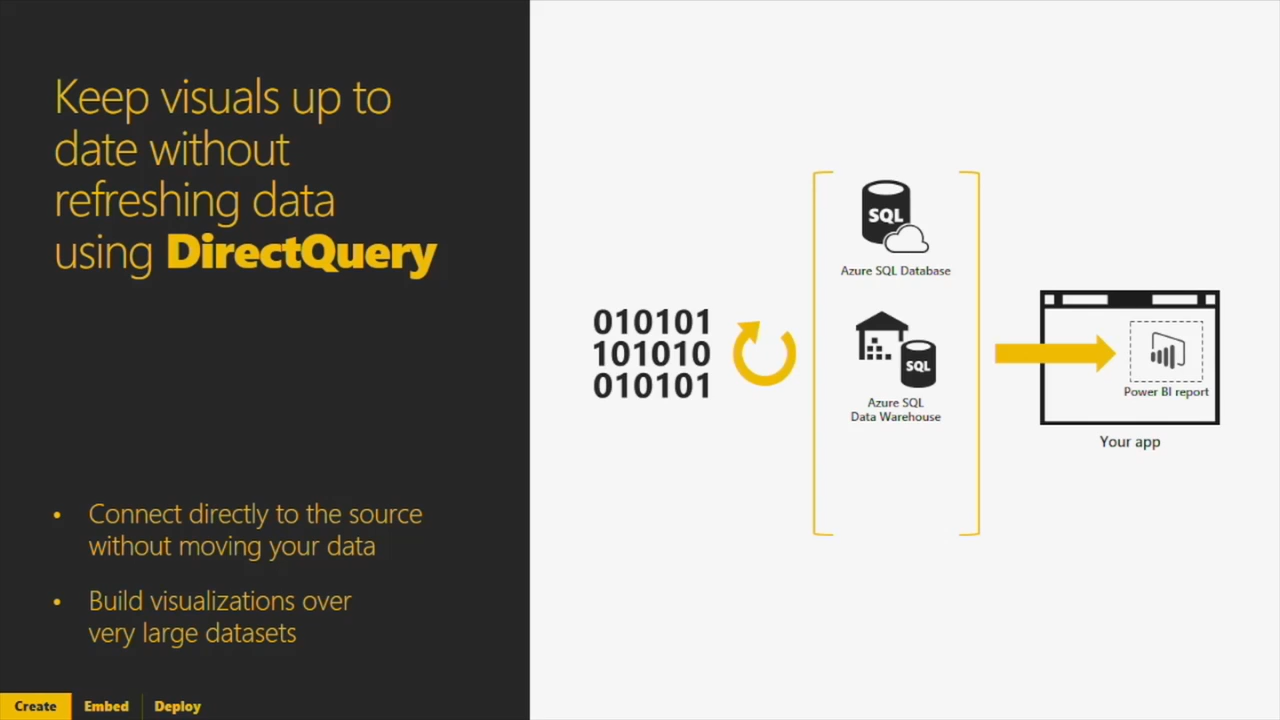 Keep visuals up to
date without
refreshing data
using DirectQuery
• Connect directly to the source
without moving your data
• Build visualizations over
very large datasets
Create
Embed
Deploy
010101
101010
010101
SQL
Azure SQL Database
SQL
Azure SQL
Data Warehouse
Power BI report
Your app